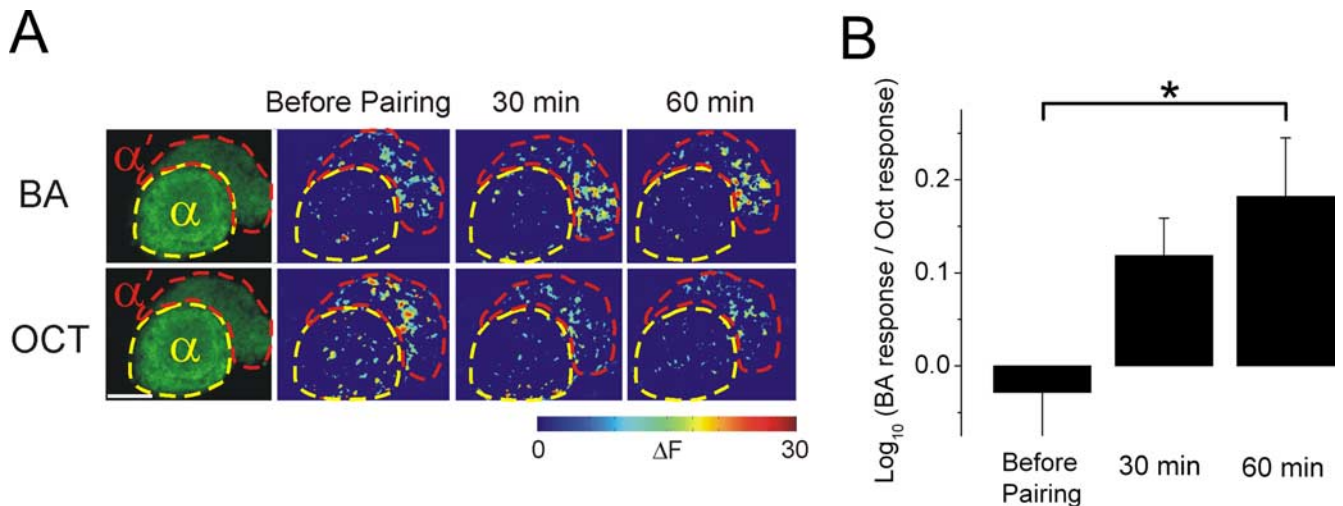 A
Before Pairing 30 min 60 min
BA
α'
α
OCT
α'
α
0 30
ΔF
B
*
Log10 (BA response / Oct response)
0.2
0.1
0.0
Before Pairing
30 min
60 min